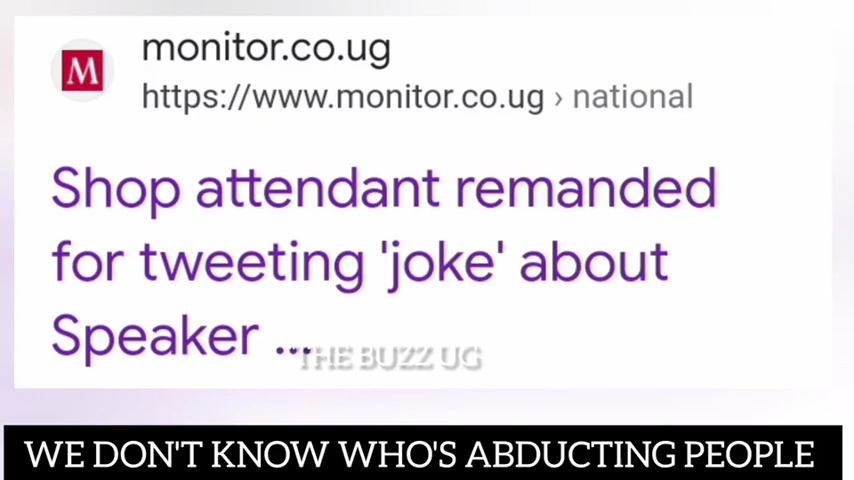 M
monitor.co.ug
https://www.monitor.co.ug › national
Shop attendant remanded
for tweeting 'joke' about
Speaker ...
THE BUZZ UG
WE DON'T KNOW WHO'S ABDUCTING PEOPLE